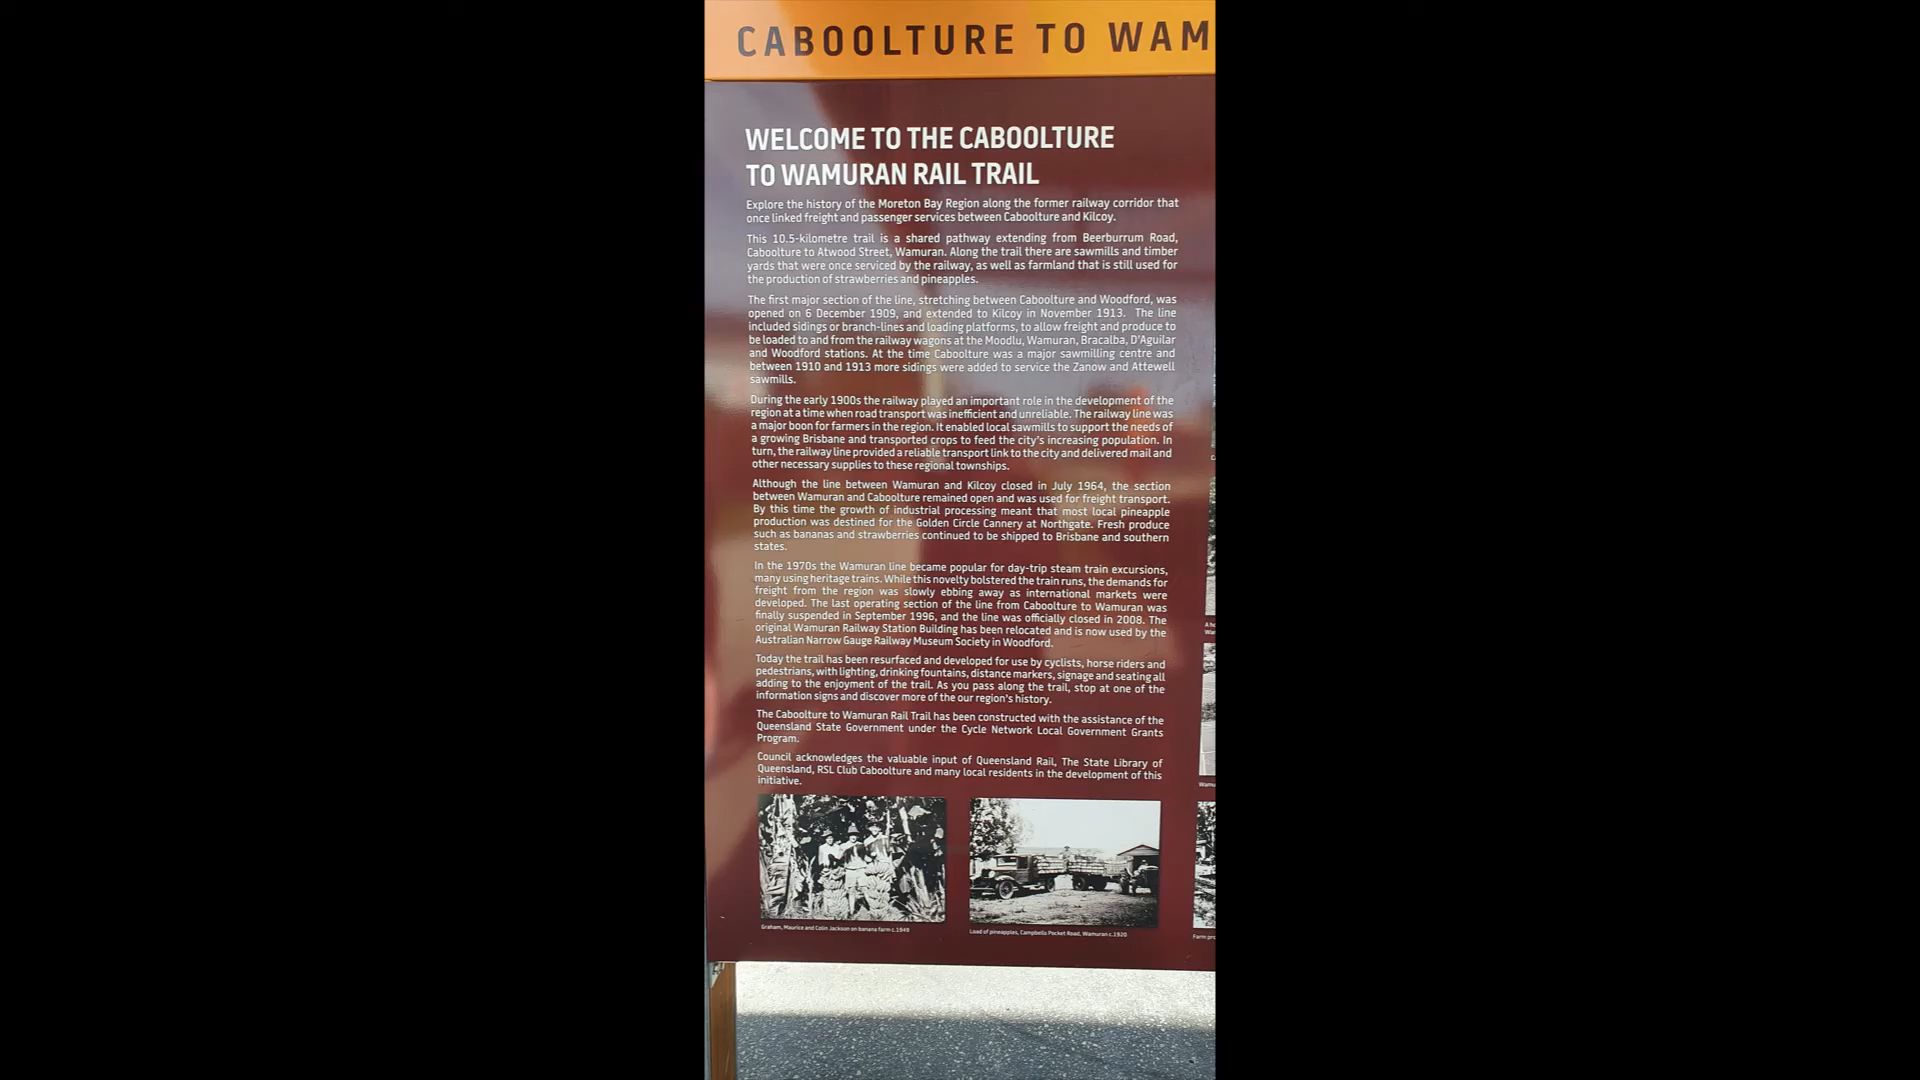 CABOOLTURE TO WAM
WELCOME TO THE CABOOLTURE
TO WAMURAN RAIL TRAIL
Explore the history of the Moreton Bay Region along the former railway corridor that
once linked freight and passenger services between Caboolture and Kilcoy.
This 10.5-kilometre trail is a shared pathway extending from Beerburrum Road,
Caboolture to Atwood Street, Wamuran. Along the trail there are sawmills and timber
yards that were once serviced by the railway, as well as farmland that is still used for
the production of strawberries and pineapples.
The first major section of the line, stretching between Caboolture and Woodford, was
opened on 6 December 1909, and extended to Kilcoy in November 1913. The line
included sidings or branch-lines and loading platforms, to allow freight and produce to
be loaded to and from the railway wagons at the Moodlu, Wamuran, Bracalba, D'Aguilar
and Woodford stations. At the time Caboolture was a major sawmilling centre and
between 1910 and 1913 more sidings were added to service the Zanow and Attewell
sawmills.
During the early 1900s the railway played an important role in the development of the
region at a time when road transport was inefficient and unreliable. The railway line was
a major boon for farmers in the region. It enabled local sawmills to support the needs of
a growing Brisbane and transported crops to feed the city's increasing population. In
turn, the railway line provided a reliable transport link to the city and delivered mail and
other necessary supplies to these regional townships.
Although the line between Wamuran and Kilcoy closed in July 1964, the section
between Wamuran and Caboolture remained open and was used for freight transport.
By this time the growth of industrial processing meant that most local pineapple
production was destined for the Golden Circle Cannery at Northgate. Fresh produce
such as bananas and strawberries continued to be shipped to Brisbane and southern
states.
In the 1970s the Wamuran line became popular for day-trip steam train excursions,
many using heritage trains. While this novelty bolstered the train runs, the demands for
freight from the region was slowly ebbing away as international markets were
developed. The last operating section of the line from Caboolture to Wamuran was
finally suspended in September 1996, and the line was officially closed in 2008. The
original Wamuran Railway Station Building has been relocated and is now used by the
Australian Narrow Gauge Railway Museum Society in Woodford.
Today the trail has been resurfaced and developed for use by cyclists, horse riders and
pedestrians, with lighting, drinking fountains, distance markers, signage and seating all
adding to the enjoyment of the trail. As you pass along the trail, stop at one of the
information signs and discover more of the our region's history.
The Caboolture to Wamuran Rail Trail has been constructed with the assistance of the
Queensland State Government under the Cycle Network Local Government Grants
Program.
Council acknowledges the valuable input of Queensland Rail, The State Library of
Queensland, RSL Club Caboolture and many local residents in the development of this
initiative.
Graham, Maurice and Colin Jackson on banana farm c.1940
Load of pineapples, Campbells Pocket Road, Wamuran c.1920
Farm pro